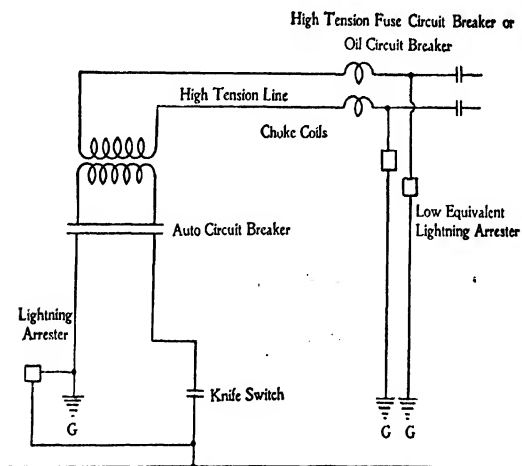 High Tension Fuse Circuit Breaker or
Oil Circuit Breaker
High Tension Line
Choke Coils
Auto Circuit Breaker
Low Equivalent
Lightning Arrester
Lightning
Arrester
Knife Switch
G
G
G